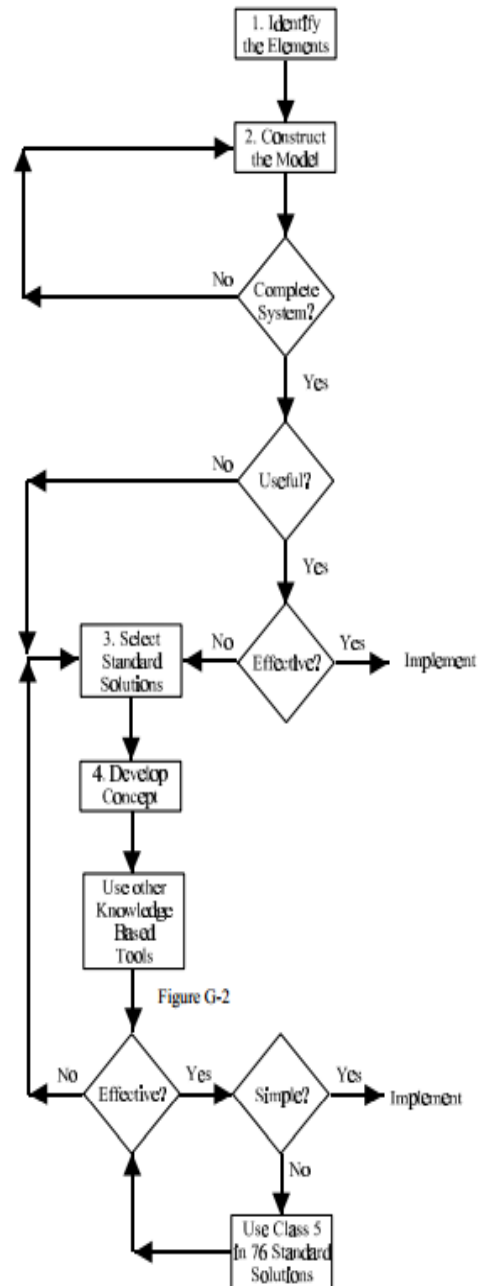 1. Identify
the Elements
2. Construct
the Model
No
Complete
System?
Yes
No
Useful?
Yes
3. Select
Standard
Solutions
No
Effective?
Yes
Implement
4. Develop
Concept
Use other
Knowledge
Based
Tools
Figure G-2
No
Effective?
Yes
Simple?
Yes
Implement
No
Use Class 5
In 76 Standard
Solutions